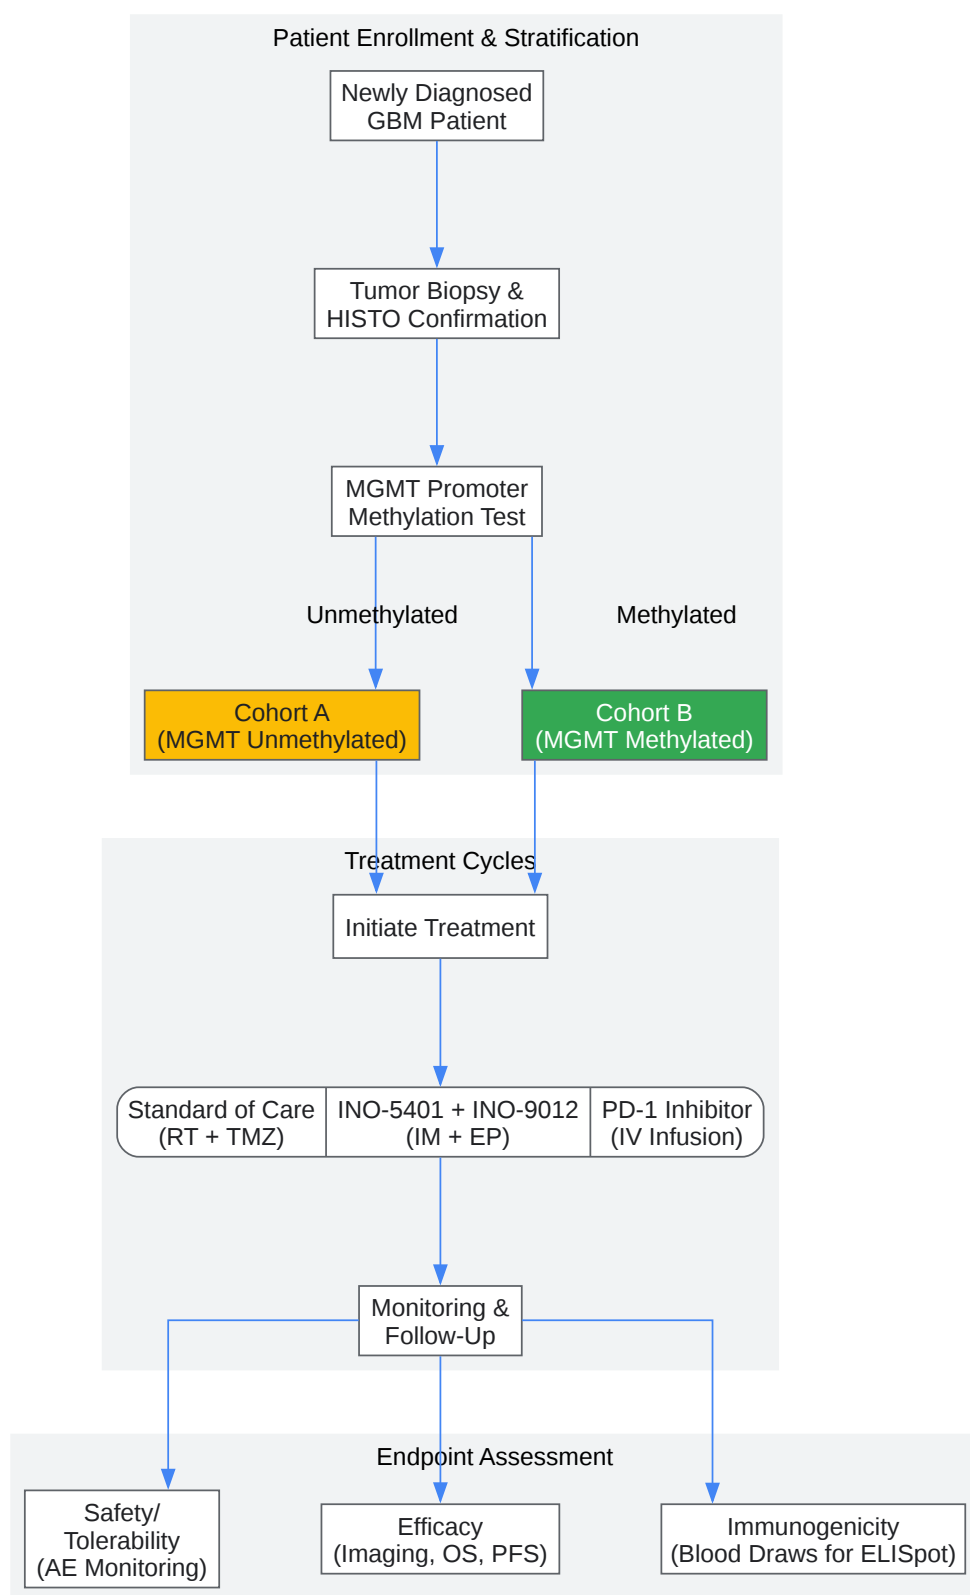 Patient Enrollment & Stratification
Newly Diagnosed
GBM Patient
Tumor Biopsy &
HISTO Confirmation
MGMT Promoter
Methylation Test
Unmethylated
Methylated
Cohort A
(MGMT Unmethylated)
Cohort B
(MGMT Methylated)
Treatment Cycles
Initiate Treatment
Standard of Care
(RT + TMZ)
INO-5401 + INO-9012
(IM + EP)
PD-1 Inhibitor
(IV Infusion)
Monitoring &
Follow-Up
Endpoint Assessment
Safety/
Tolerability
(AE Monitoring)
Efficacy
(Imaging, OS, PFS)
Immunogenicity
(Blood Draws for ELISpot)